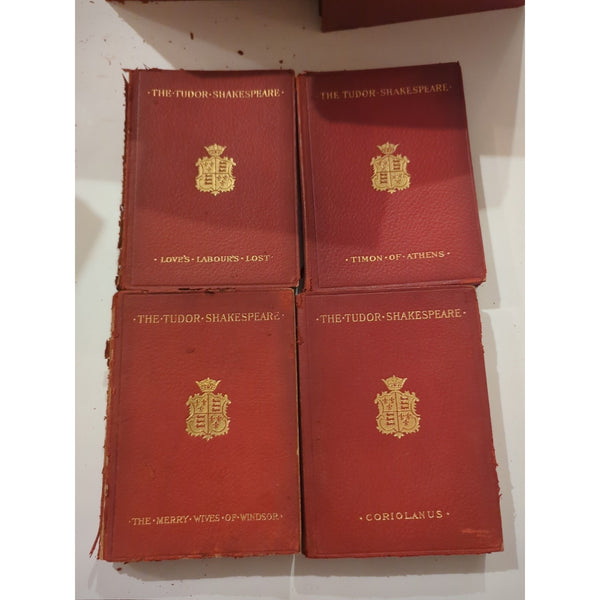 ·THE·TUDOR·SHAKESPEARE·
·LOVE'S·LABOUR'S·LOST·
THE·TUDOR·SHAKESPEARE·
·TIMON·OF·ATHENS·
·THE·TUDOR·SHAKESPEARE·
·THE·MERRY·WIVES·OF·WINDSOR·
·THE·TUDOR·SHAKESPEARE·
·CORIOLANUS·